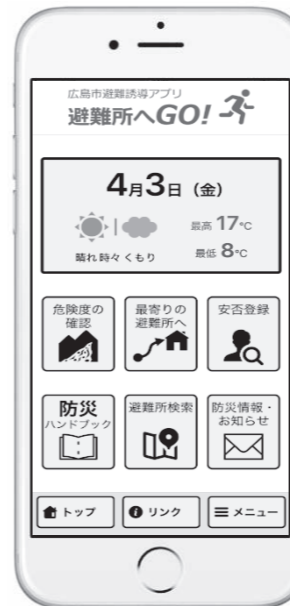 広島市避難誘導アプリ
避難所へGO!
4月3日（金）
最高 17℃
晴れ時々くもり
最低 8℃
危険度の
確認
最寄りの
避難所へ
安否登録
防災
ハンドブック
避難所検索
防災情報・
お知らせ
トップ
リンク
メニュー